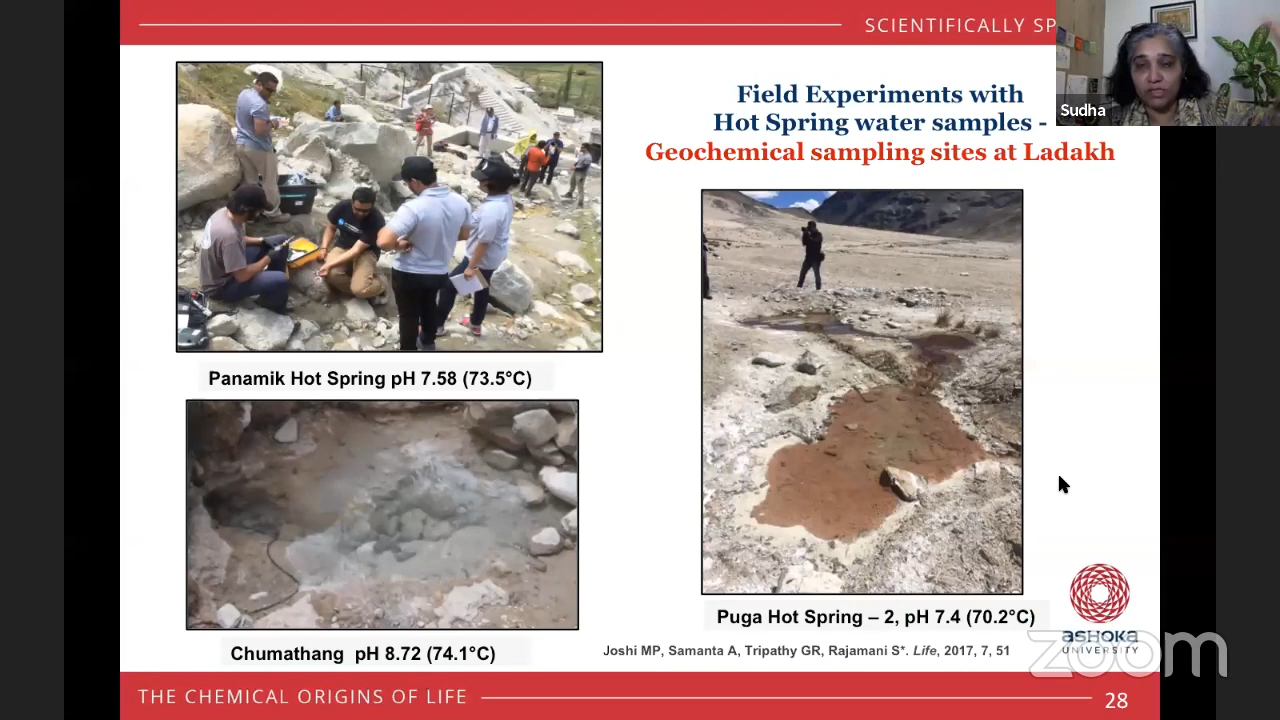 SCIENTIFICALLY SP
Sudha
Field Experiments with
Hot Spring water samples -
Geochemical sampling sites at Ladakh
Panamik Hot Spring pH 7.58 (73.5°C)
Chumathang pH 8.72 (74.1°C)
Puga Hot Spring – 2, pH 7.4 (70.2°C)
Joshi MP, Samanta A, Tripathy GR, Rajamani S*. Life, 2017, 7, 51
ASHOKA
UNIVERSITY
zoom
THE CHEMICAL ORIGINS OF LIFE
28